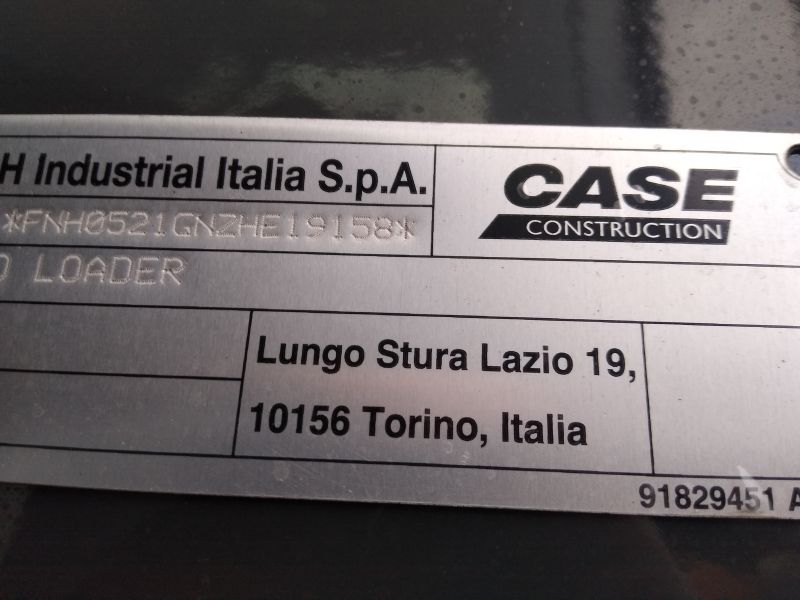 H Industrial Italia S.p.A.
CASE
CONSTRUCTION
*FNH0521GNZHE19158*
LOADER
Lungo Stura Lazio 19,
10156 Torino, Italia
91829451 A